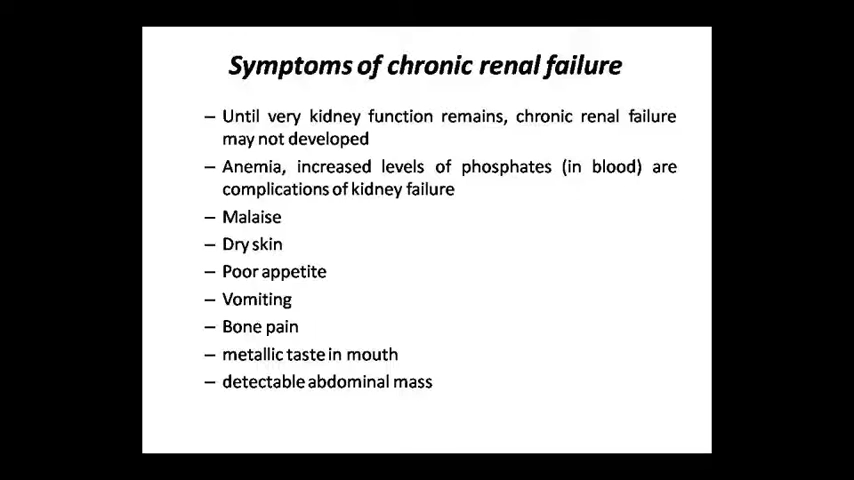 Symptoms of chronic renal failure
– Until very kidney function remains, chronic renal failure
may not developed
– Anemia, increased levels of phosphates (in blood) are
complications of kidney failure
– Malaise
– Dry skin
– Poor appetite
– Vomiting
– Bone pain
– metallic taste in mouth
– detectable abdominal mass